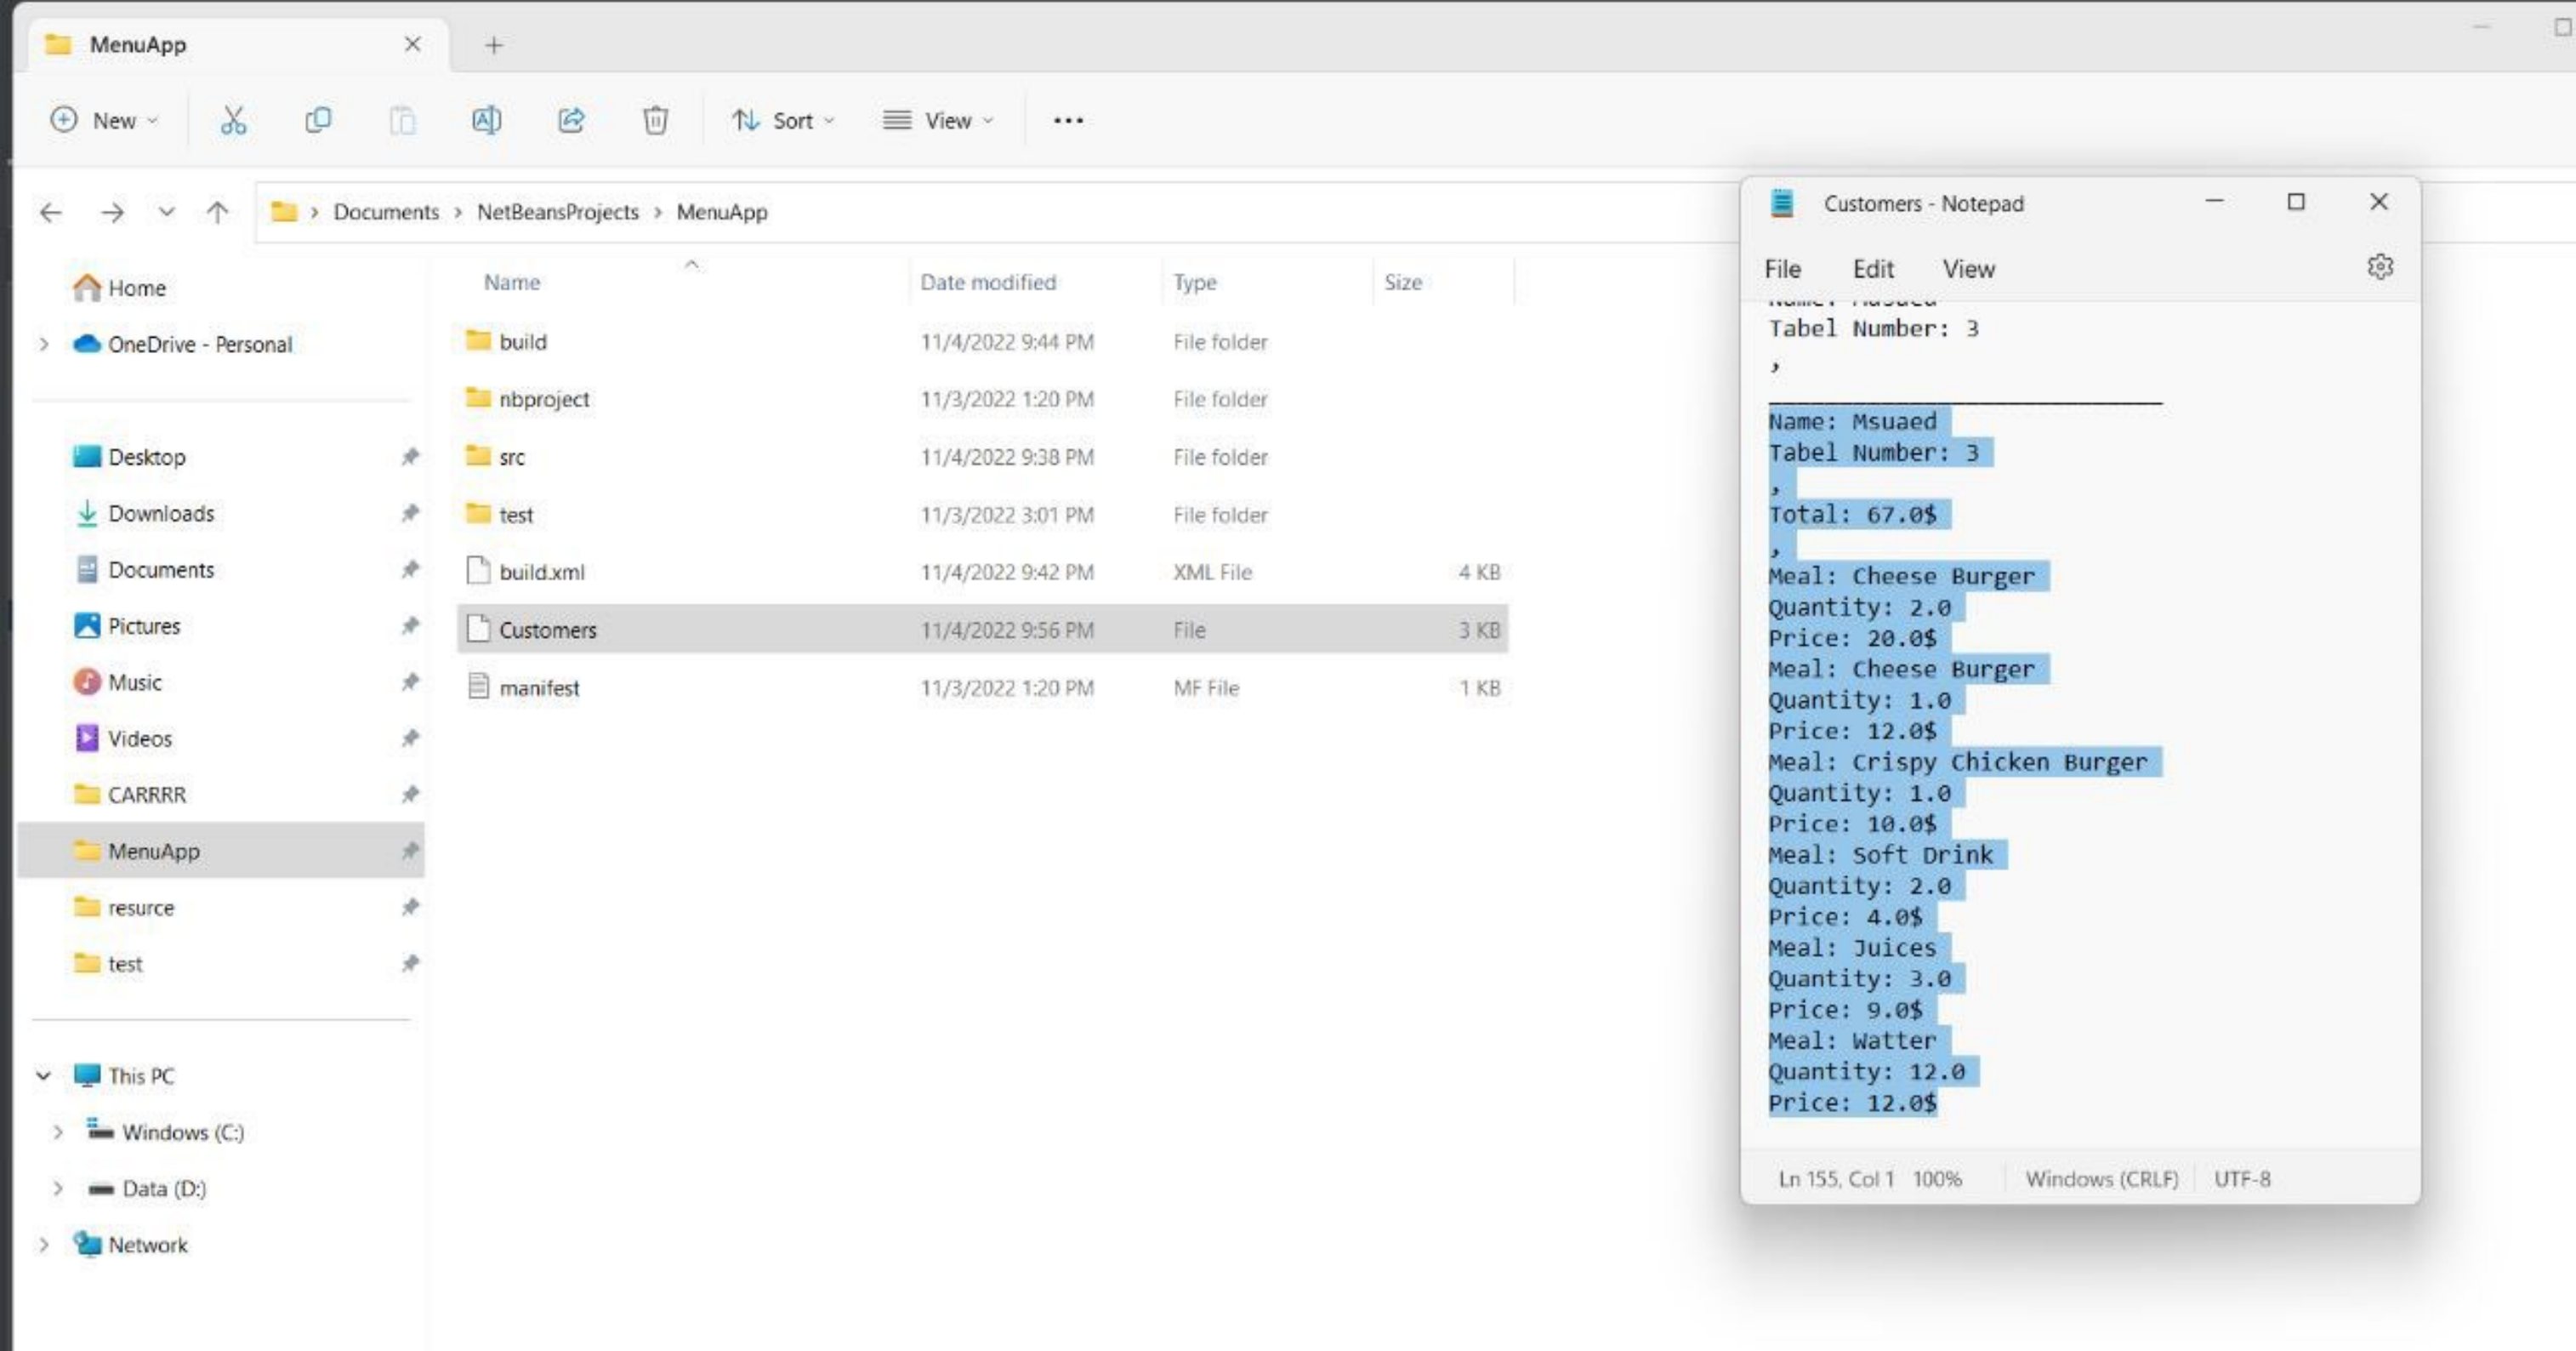 MenuApp
New
Sort
View
Documents > NetBeansProjects > MenuApp
Home
OneDrive - Personal
Desktop
Downloads
Documents
Pictures
Music
Videos
CARRRR
MenuApp
resurce
test
This PC
Windows (C:)
Data (D:)
Network
Name Date modified Type Size
build 11/4/2022 9:44 PM File folder
nbproject 11/3/2022 1:20 PM File folder
src 11/4/2022 9:38 PM File folder
test 11/3/2022 3:01 PM File folder
build.xml 11/4/2022 9:42 PM XML File 4 KB
Customers 11/4/2022 9:56 PM File 3 KB
manifest 11/3/2022 1:20 PM MF File 1 KB
Customers - Notepad
File Edit View
Tabel Number: 3
,
Name: Msuaed
Tabel Number: 3
,
Total: 67.0$
,
Meal: Cheese Burger
Quantity: 2.0
Price: 20.0$
Meal: Cheese Burger
Quantity: 1.0
Price: 12.0$
Meal: Crispy Chicken Burger
Quantity: 1.0
Price: 10.0$
Meal: Soft Drink
Quantity: 2.0
Price: 4.0$
Meal: Juices
Quantity: 3.0
Price: 9.0$
Meal: Watter
Quantity: 12.0
Price: 12.0$
Ln 155, Col 1 100% Windows (CRLF) UTF-8